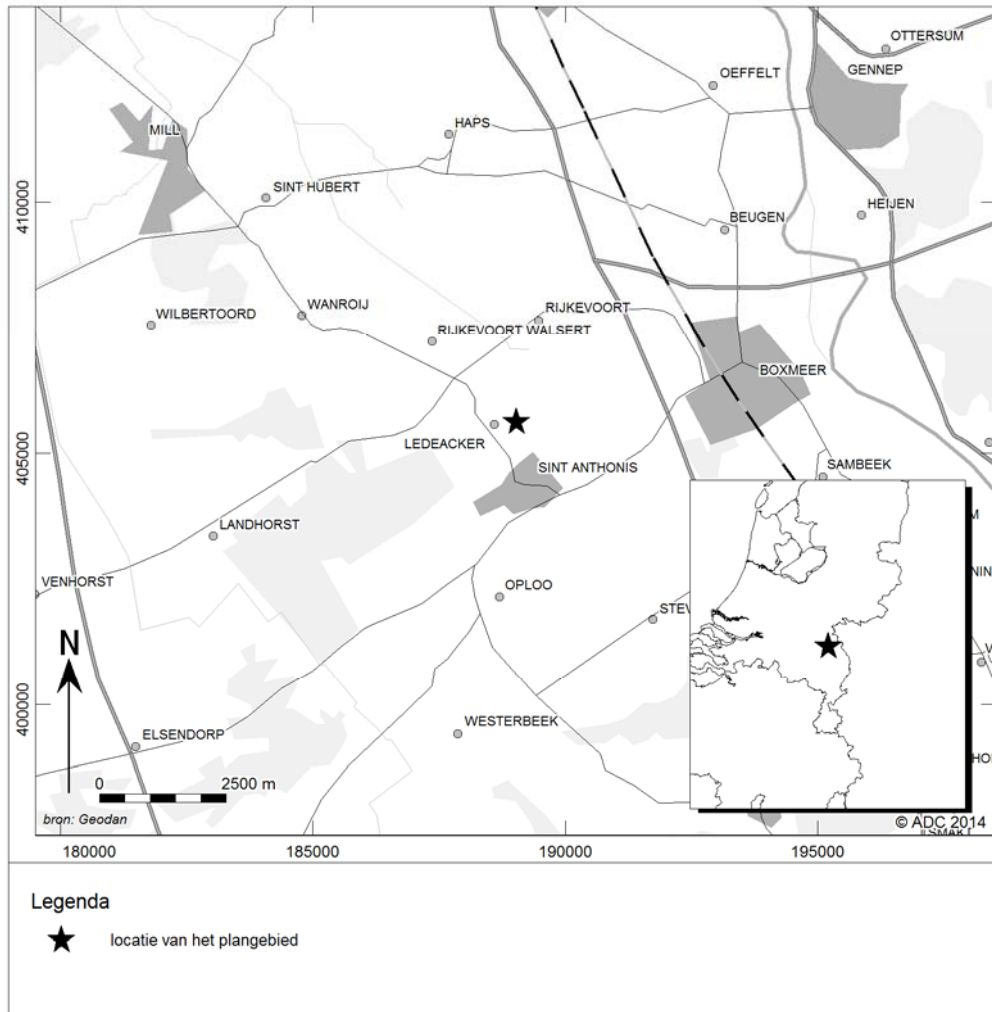 OTTERSUM
GENNEP
OEFFELT
MILL
HAPS
SINT HUBERT
HEIJEN
BEUGEN
410000
WILBERTOORD
WANROIJ
RIJKEVOORT
RIJKEVOORT WALSERT
BOXMEER
LEDEACKER
405000
SINT ANTHONIS
SAMBEEK
LANDHORST
VENHORST
OPLOO
N
400000
ELSENDORP
WESTERBEEK
0 2500 m
bron: Geodan
© ADC 2014
180000 185000 190000 195000
Legenda
locatie van het plangebied